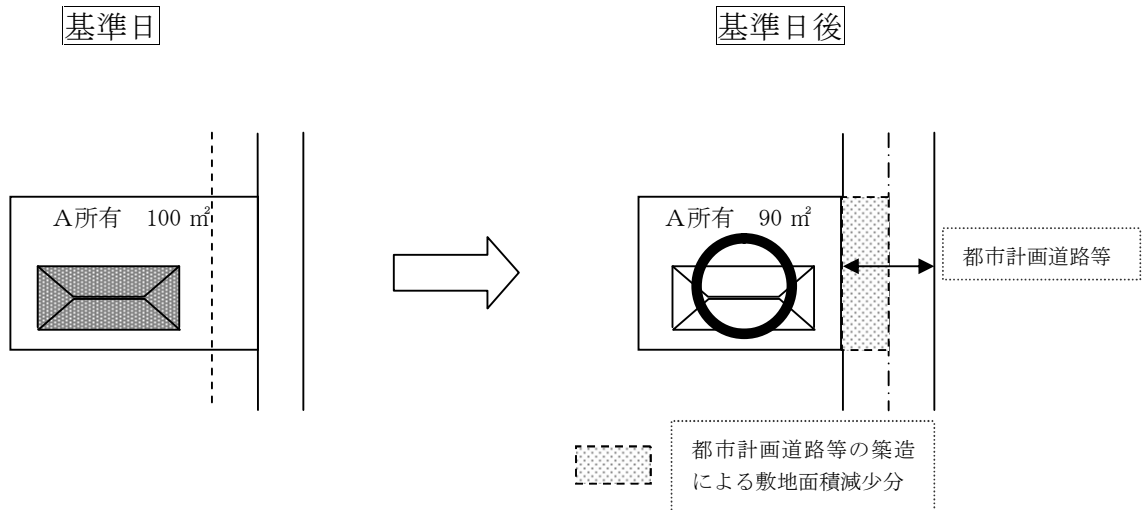 基準日
基準日後
A所有 100 ㎡
A所有 90 ㎡
都市計画道路等
都市計画道路等の築造
による敷地面積減少分